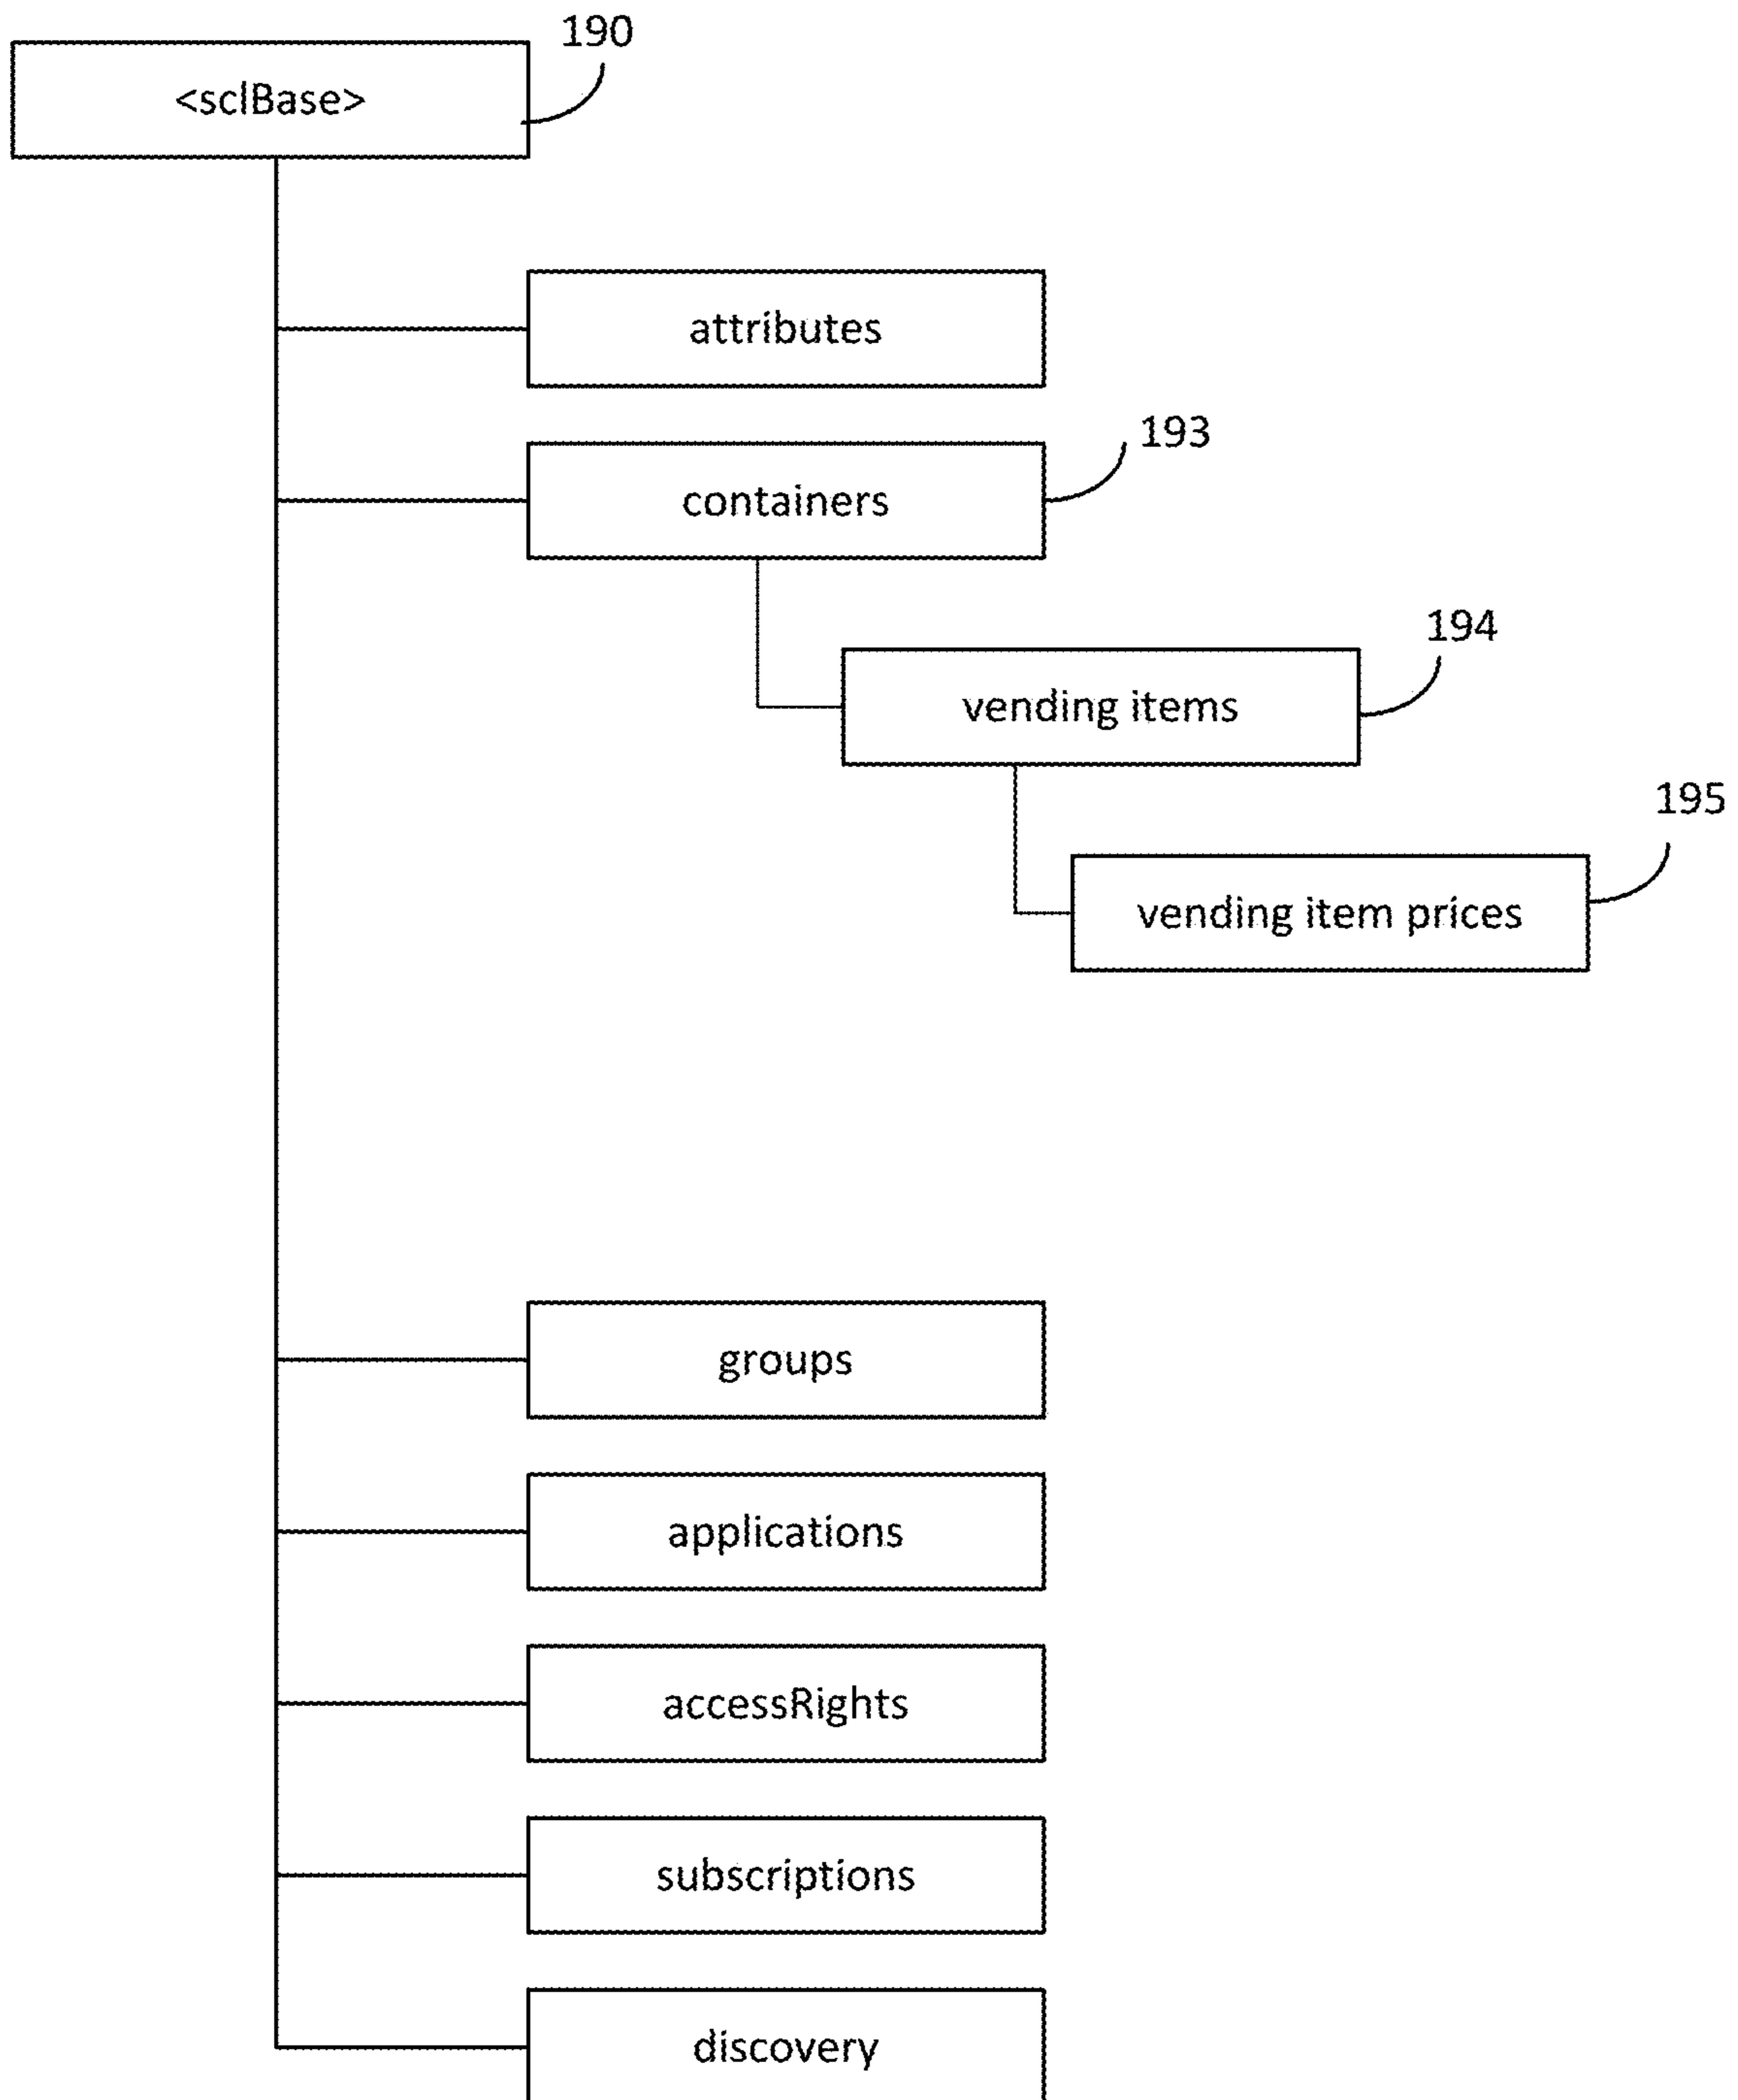 190
<sclBase>
attributes
193
containers
194
vending items
195
vending item prices
groups
applications
accessRights
subscriptions
discovery